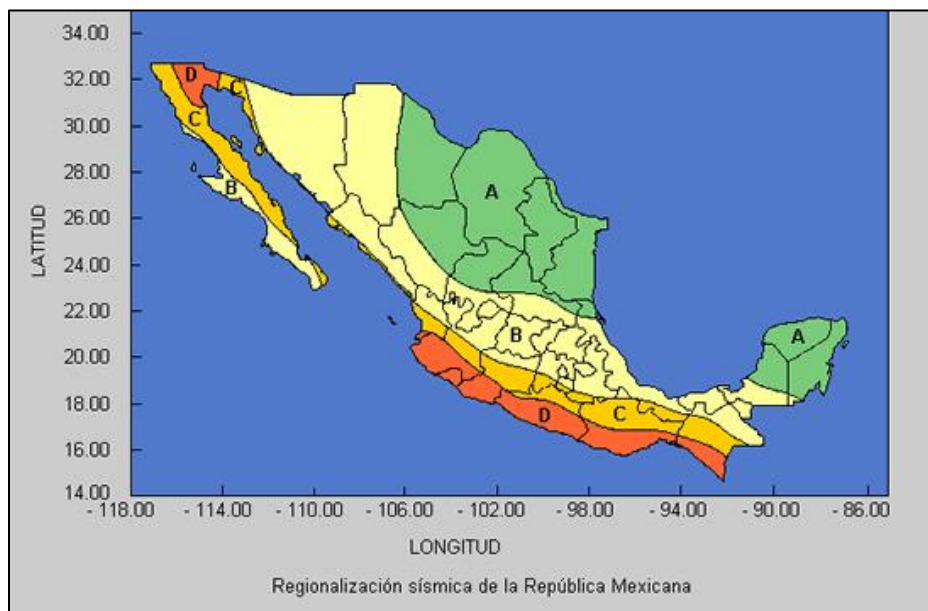 34.00
32.00
30.00
28.00
26.00
24.00
22.00
20.00
18.00
16.00
14.00
LATITUD
D
C
C
B
A
B
A
D
C
- 118.00 - 114.00 - 110.00 - 106.00 - 102.00 - 98.00 - 94.00 - 90.00 - 86.00
LONGITUD
Regionalización sísmica de la República Mexicana